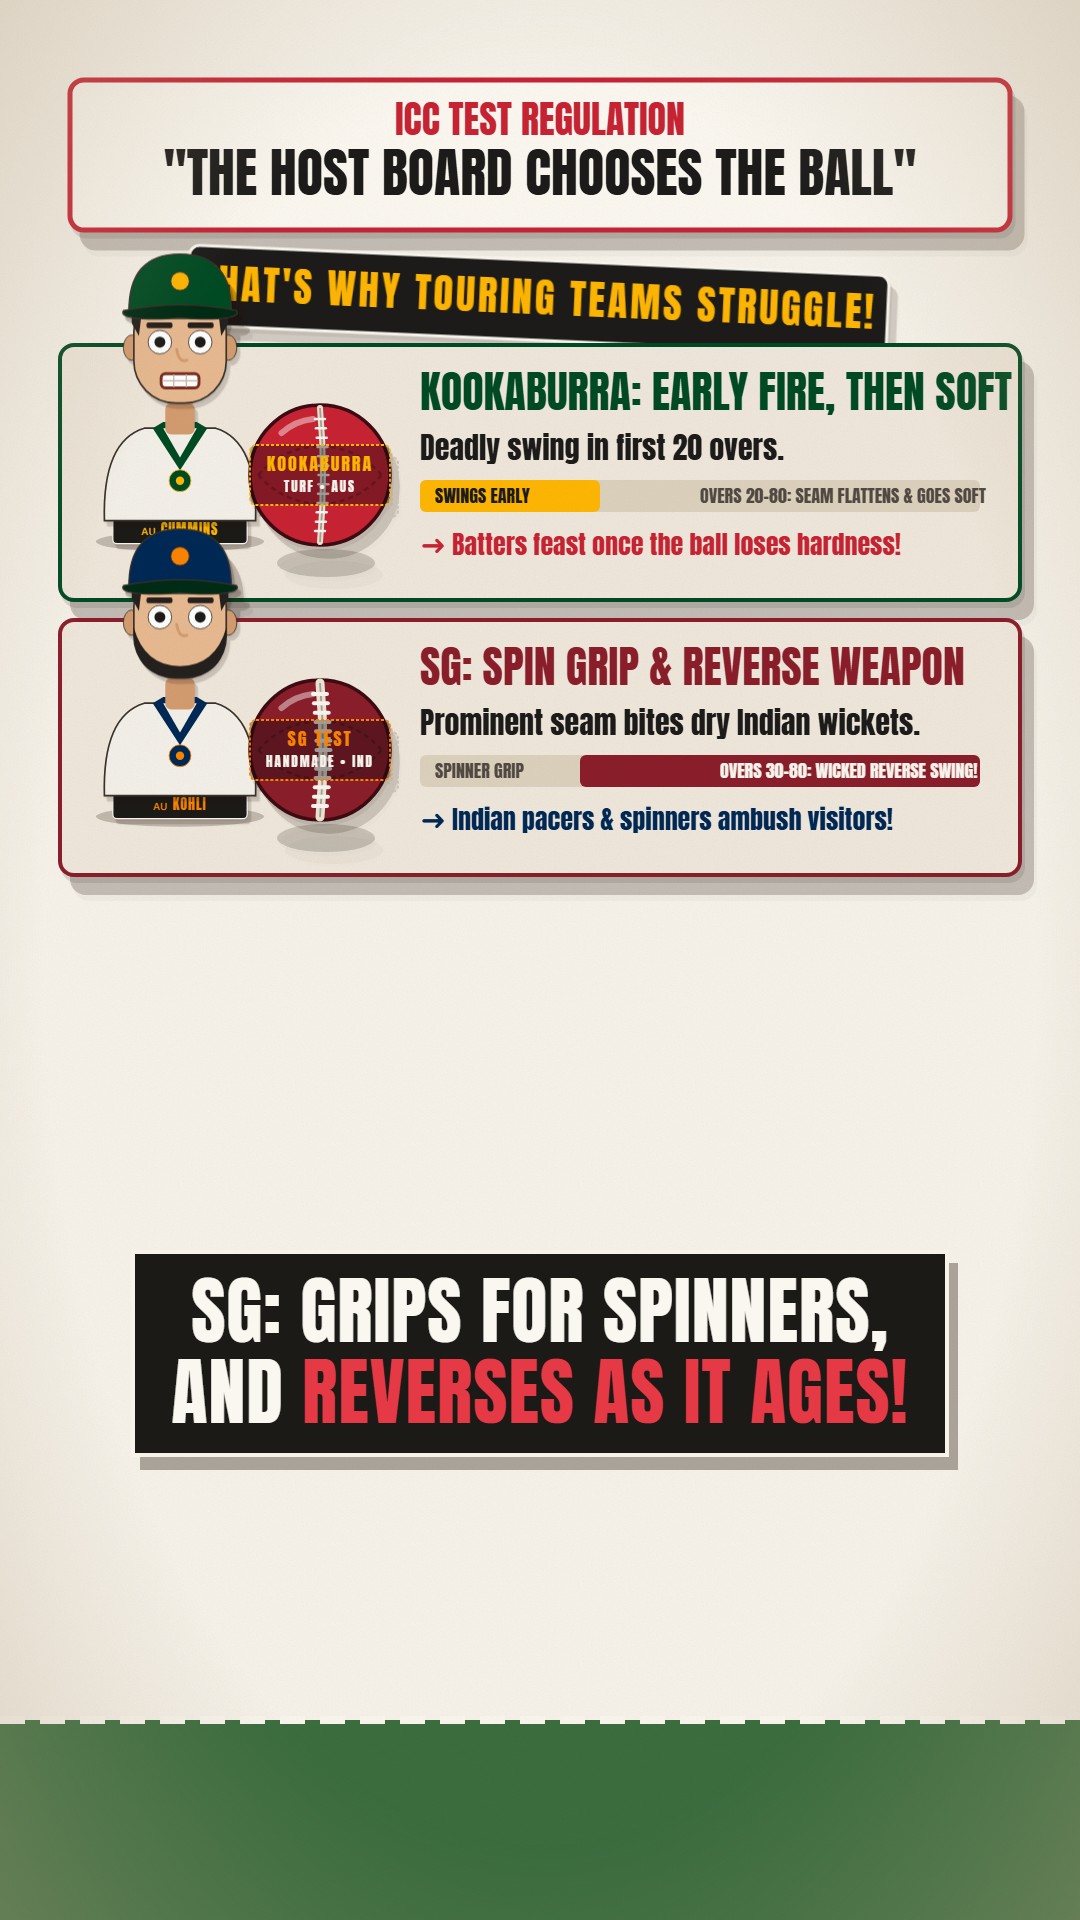 ICC TEST REGULATION
"THE HOST BOARD CHOOSES THE BALL"
HAT'S WHY TOURING TEAMS STRUGGLE!
KOOKABURRA: EARLY FIRE, THEN SOFT
Deadly swing in first 20 overs.
SWINGS EARLY
OVERS 20-80: SEAM FLATTENS & GOES SOFT
→ Batters feast once the ball loses hardness!
KOOKABURRA
TURF • AUS
AU CUMMINS
SG: SPIN GRIP & REVERSE WEAPON
Prominent seam bites dry Indian wickets.
SPINNER GRIP
OVERS 30-80: WICKED REVERSE SWING!
→ Indian pacers & spinners ambush visitors!
SG TEST
HANDMADE • IND
AU KOHLI
SG: GRIPS FOR SPINNERS,
AND REVERSES AS IT AGES!